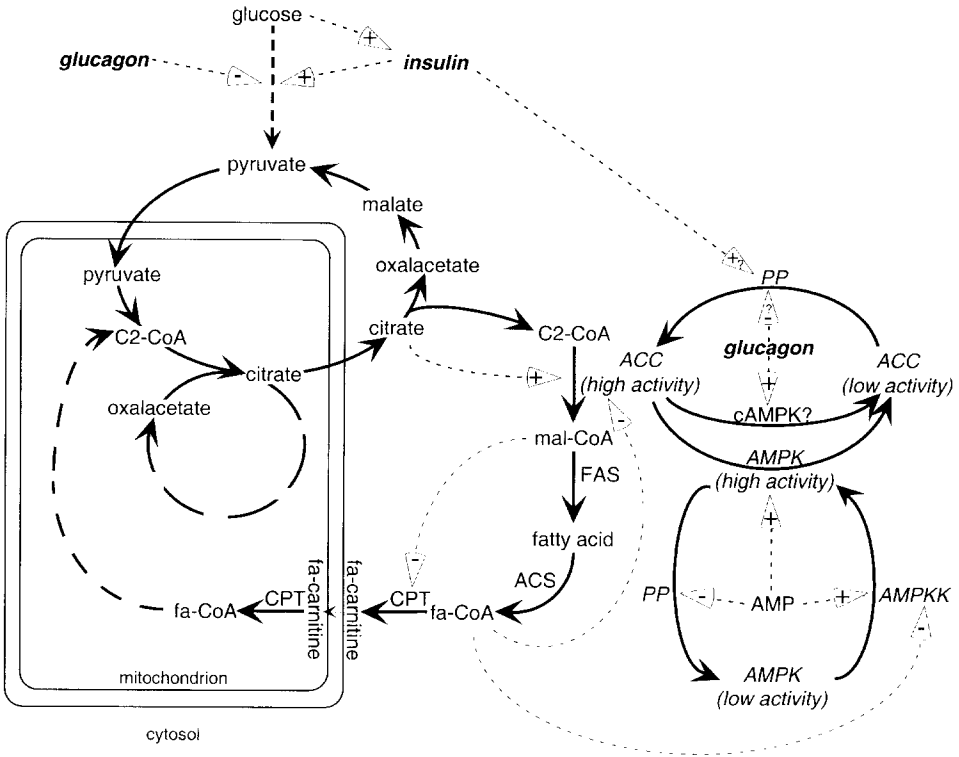 glucose
+
glucagon
-
+
insulin
pyruvate
malate
oxalacetate
citrate
C2-CoA
+
pyruvate
C2-CoA
citrate
oxalacetate
+?
PP
?
-
glucagon
+
cAMPK?
ACC
(high activity)
ACC
(low activity)
-
mal-CoA
FAS
AMPK
(high activity)
+
fatty acid
ACS
-
fa-CoA
CPT
fa-carnitine
fa-carnitine
CPT
fa-CoA
PP
-
AMP
+
AMPKK
-
AMPK
(low activity)
mitochondrion
cytosol